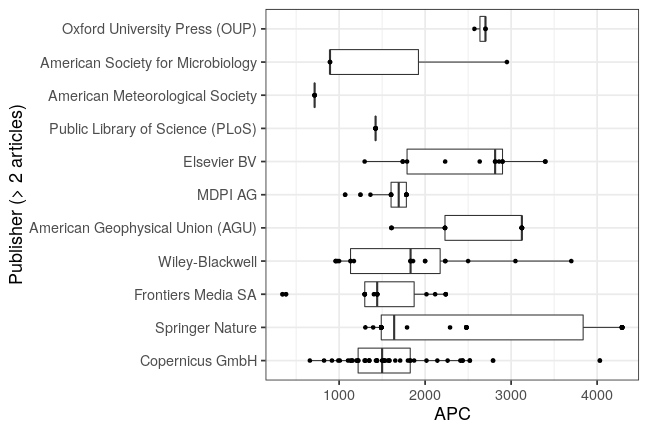 Oxford University Press (OUP)
American Society for Microbiology
American Meteorological Society
Public Library of Science (PLoS)
Elsevier BV
MDPI AG
American Geophysical Union (AGU)
Wiley-Blackwell
Frontiers Media SA
Springer Nature
Copernicus GmbH
Publisher (> 2 articles)
1000 2000 3000 4000
APC